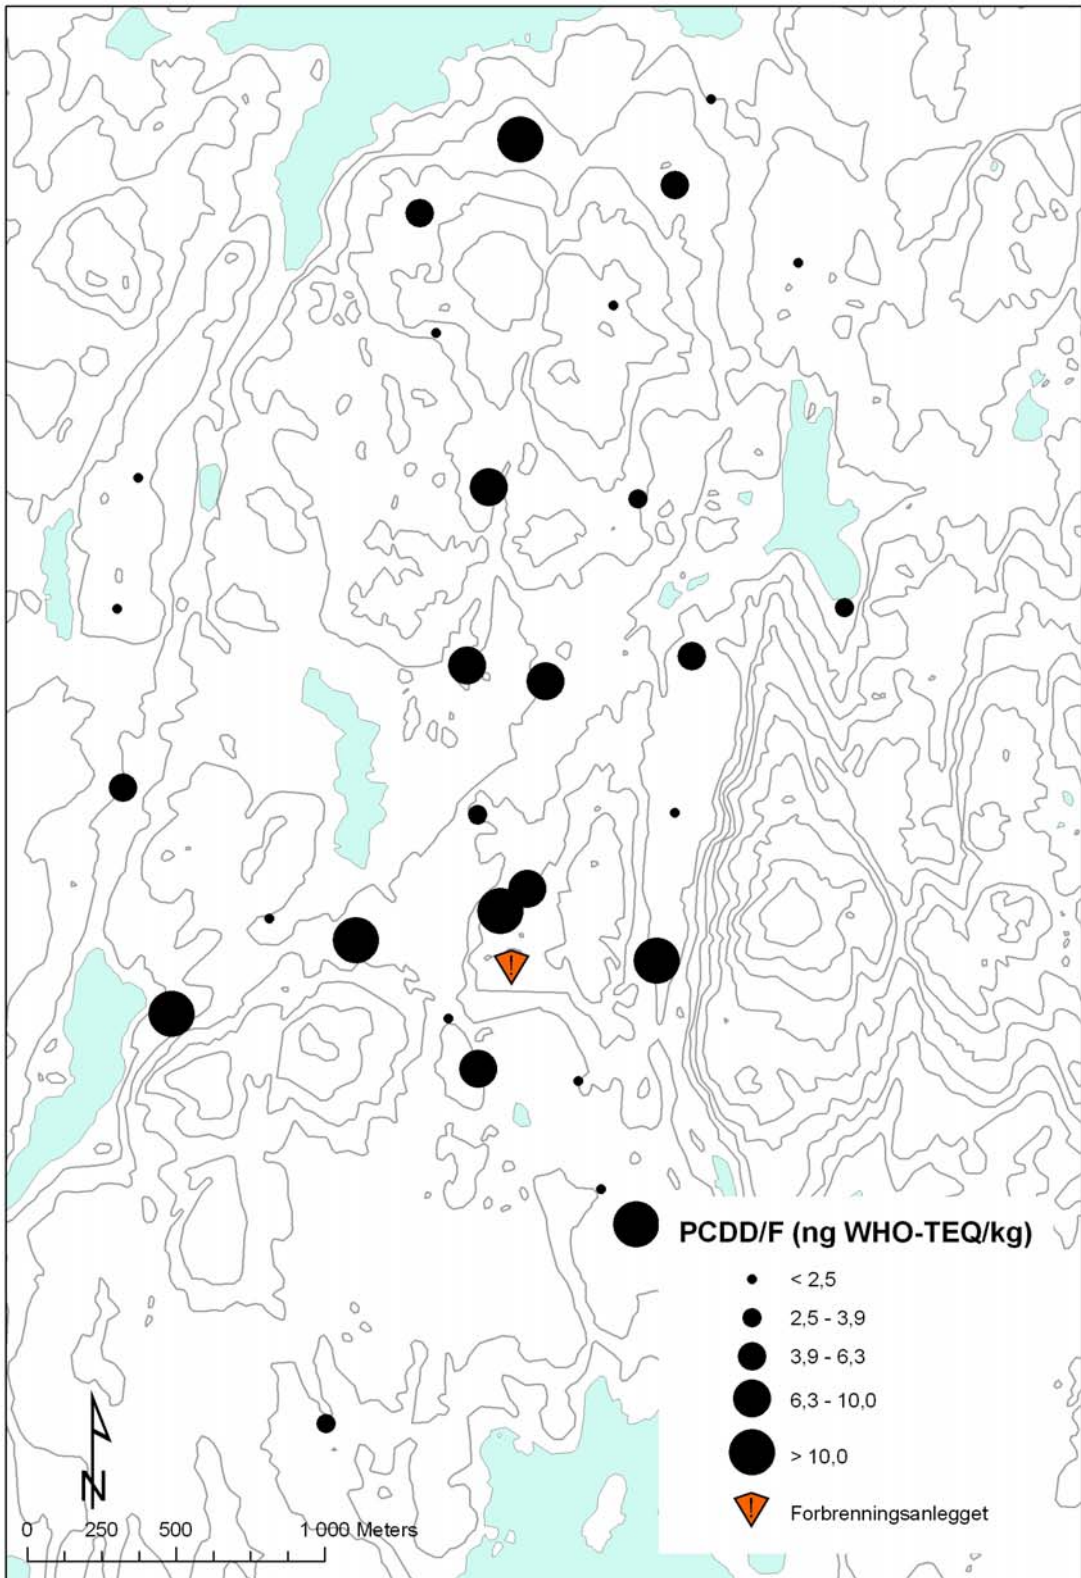 PCDD/F (ng WHO-TEQ/kg)
< 2,5
2,5 - 3,9
3,9 - 6,3
6,3 - 10,0
> 10,0
! Forbrenningsanlegget
!
N
0 250 500 1 000 Meters